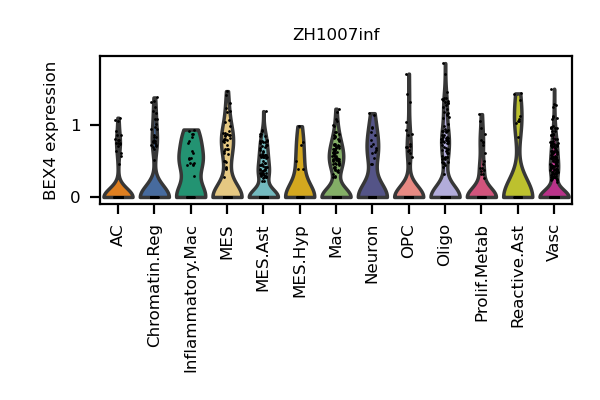 ZH1007inf
BEX4 expression
1
0
AC
Chromatin.Reg
Inflammatory.Mac
MES
MES.Ast
MES.Hyp
Mac
Neuron
OPC
Oligo
Prolif.Metab
Reactive.Ast
Vasc